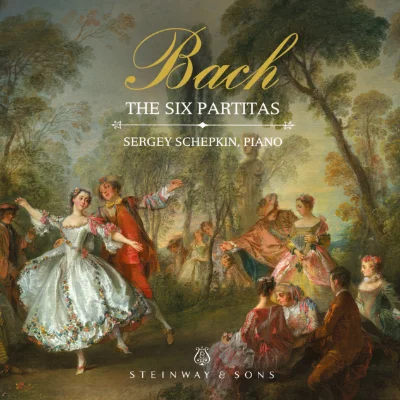 Bach
THE SIX PARTITAS
SERGEY SCHEPKIN, PIANO
STEINWAY & SONS